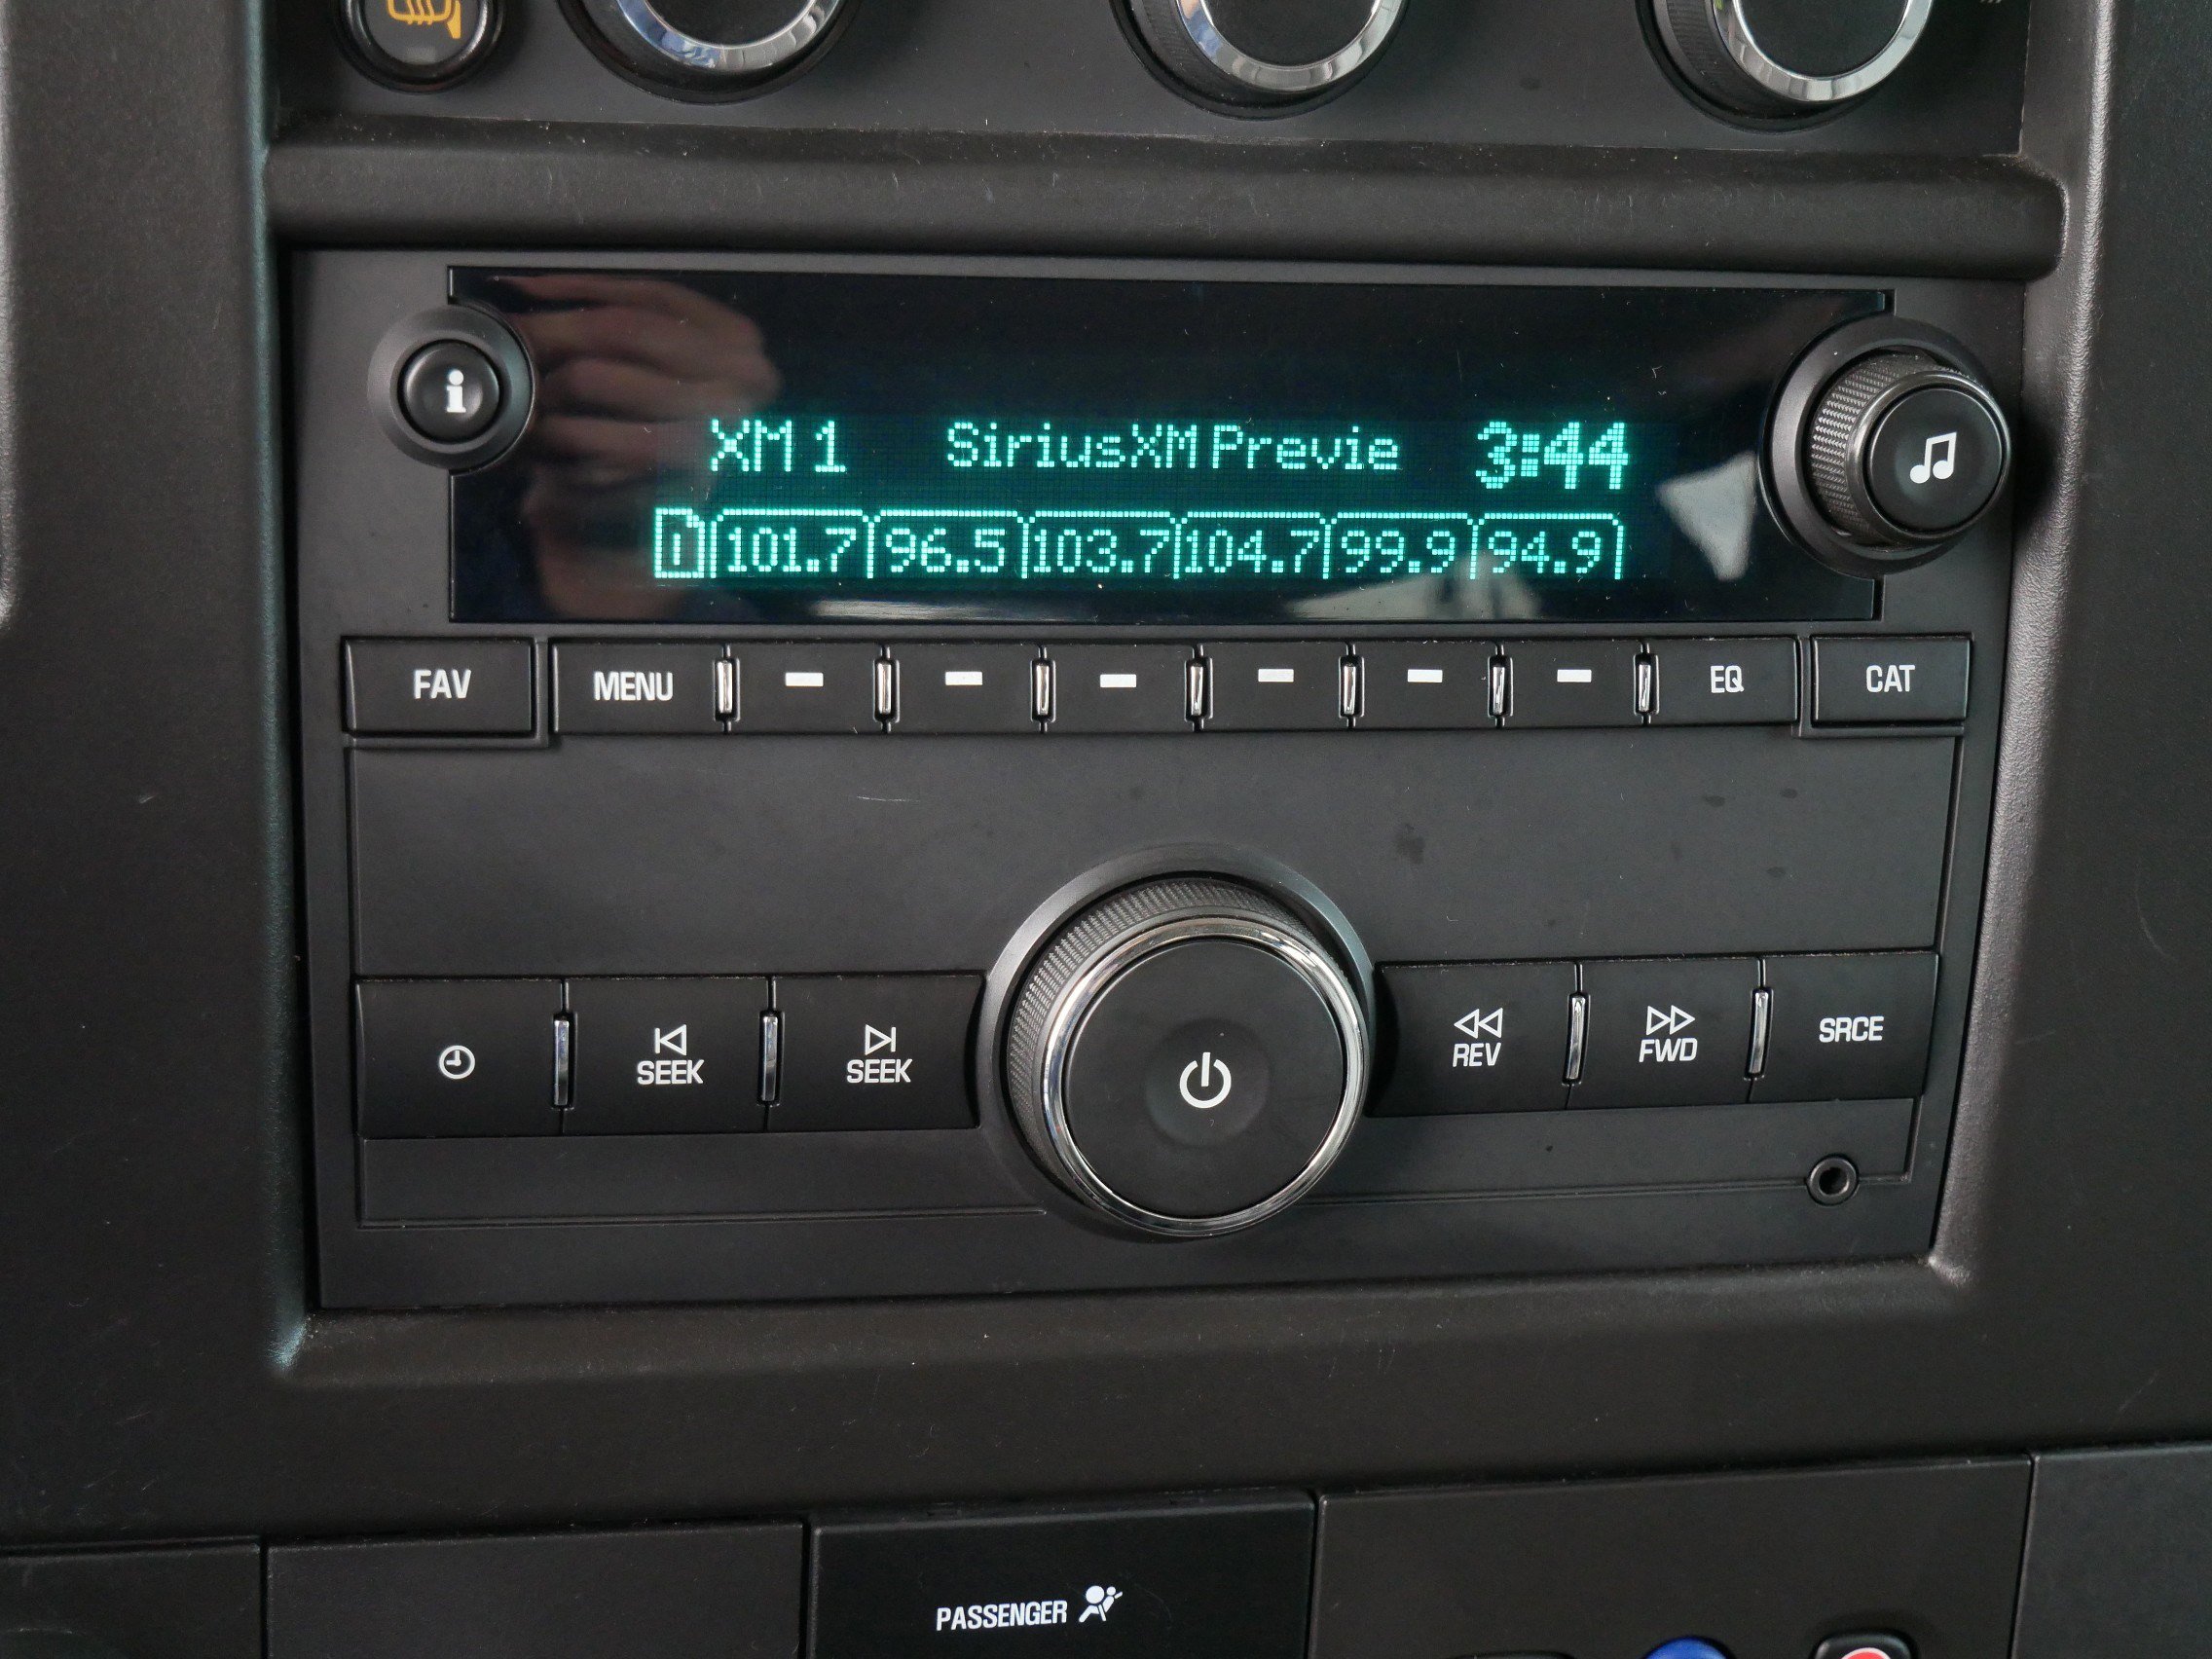 i
XM 1 SiriusXM Previe 3:44
1 101.7 96.5 103.7 104.7 99.9 94.9
FAV MENU EQ CAT
SEEK SEEK REV FWD SRCE
PASSENGER